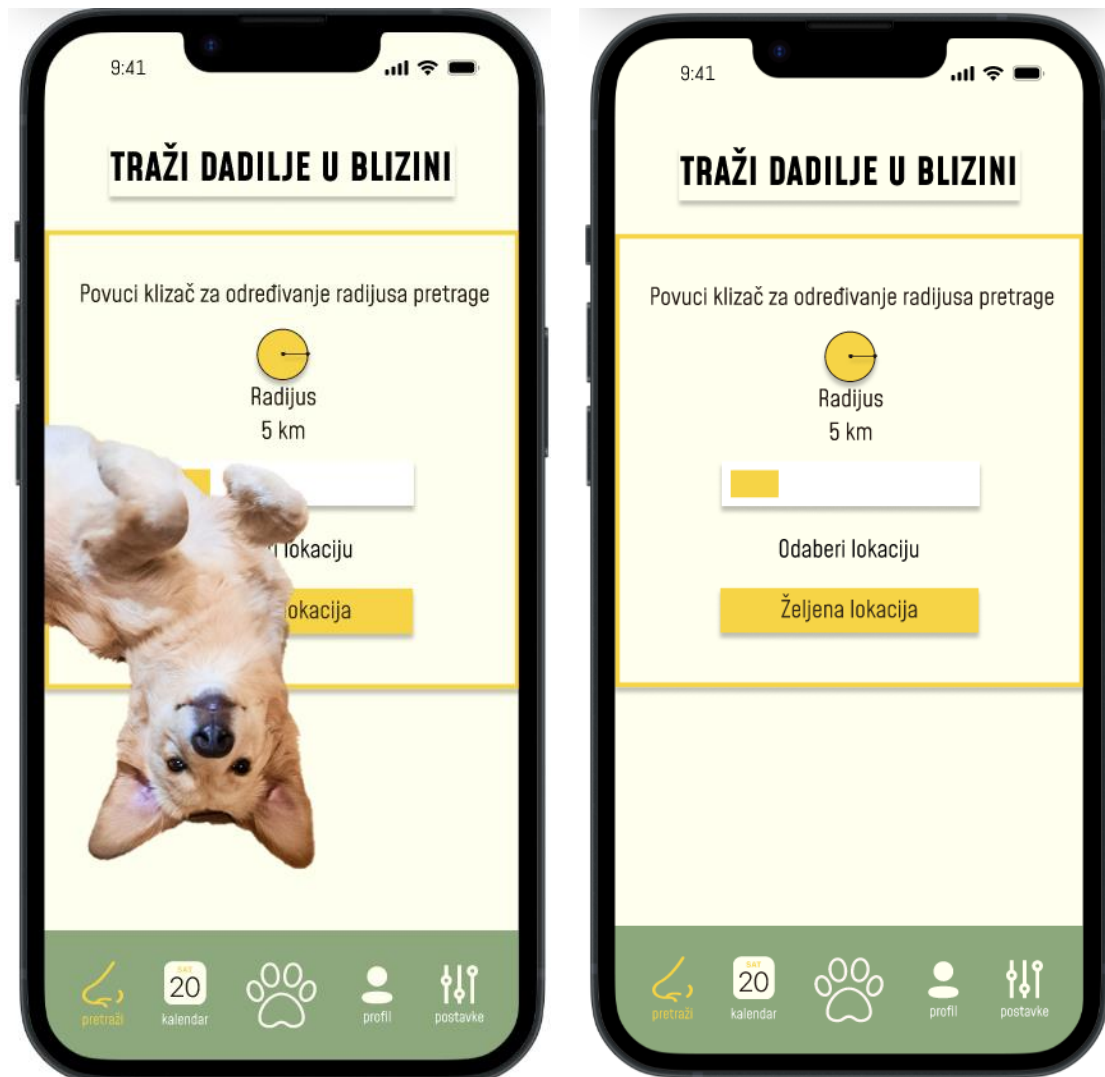 9:41
TRAŽI DADILJE U BLIZINI
Povuci klizač za određivanje radijusa pretrage
Radijus
5 km
lokaciju
okacija
pretraži
SAT
20
kalendar
profil
postavke
9:41
TRAŽI DADILJE U BLIZINI
Povuci klizač za određivanje radijusa pretrage
Radijus
5 km
Odaberi lokaciju
Željena lokacija
pretraži
SAT
20
kalendar
profil
postavke